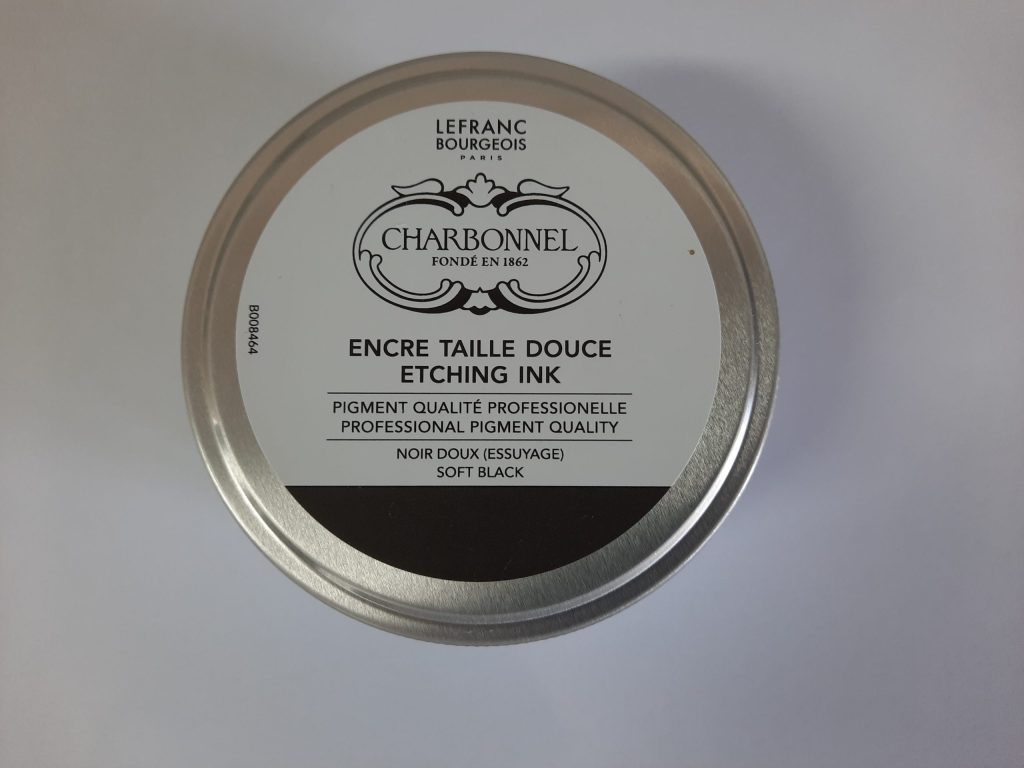 LEFRANC
BOURGEOIS
PARIS
CHARBONNEL
FONDÉ EN 1862
B008464
ENCRE TAILLE DOUCE
ETCHING INK
PIGMENT QUALITÉ PROFESSIONELLE
PROFESSIONAL PIGMENT QUALITY
NOIR DOUX (ESSUYAGE)
SOFT BLACK